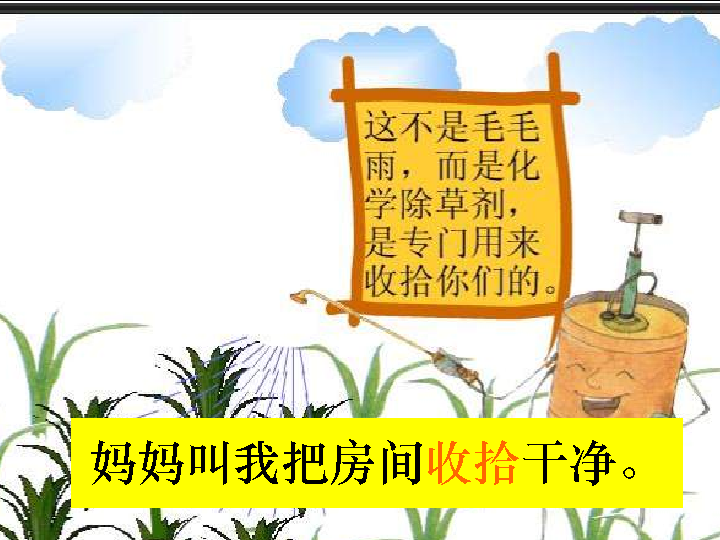 这不是毛毛
雨，而是化
学除草剂，
是专门用来
收拾你们的。
妈妈叫我把房间收拾干净。